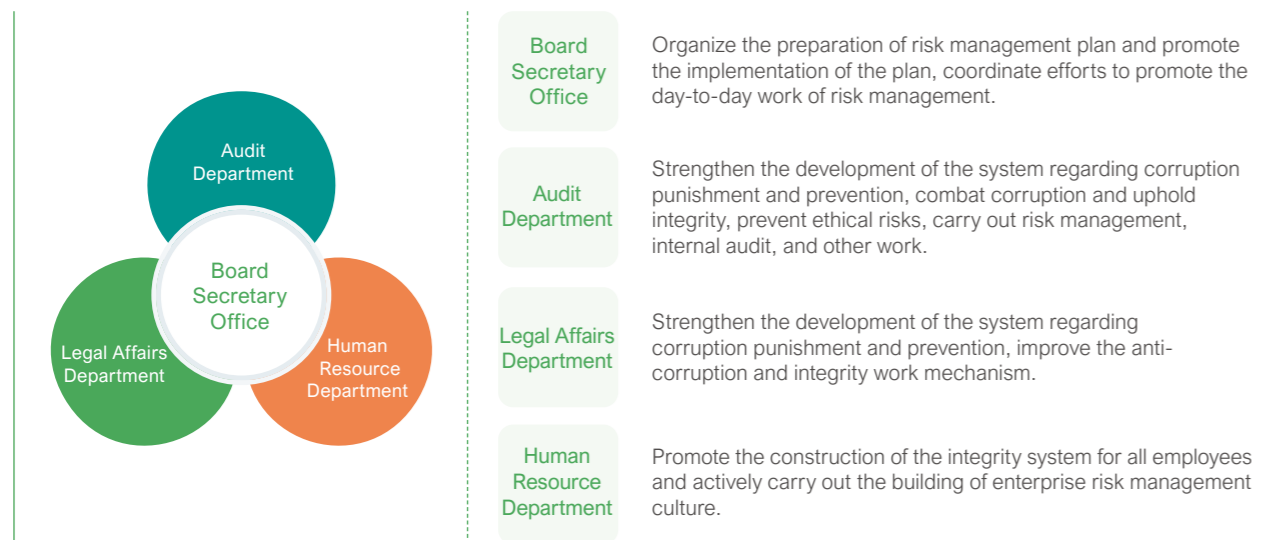 Audit
Department
Board
Secretary
Office
Legal Affairs
Department
Human
Resource
Department
Board
Secretary
Office
Organize the preparation of risk management plan and promote
the implementation of the plan, coordinate efforts to promote the
day-to-day work of risk management.
Audit
Department
Strengthen the development of the system regarding corruption
punishment and prevention, combat corruption and uphold
integrity, prevent ethical risks, carry out risk management,
internal audit, and other work.
Legal Affairs
Department
Strengthen the development of the system regarding
corruption punishment and prevention, improve the anti-
corruption and integrity work mechanism.
Human
Resource
Department
Promote the construction of the integrity system for all employees
and actively carry out the building of enterprise risk management
culture.